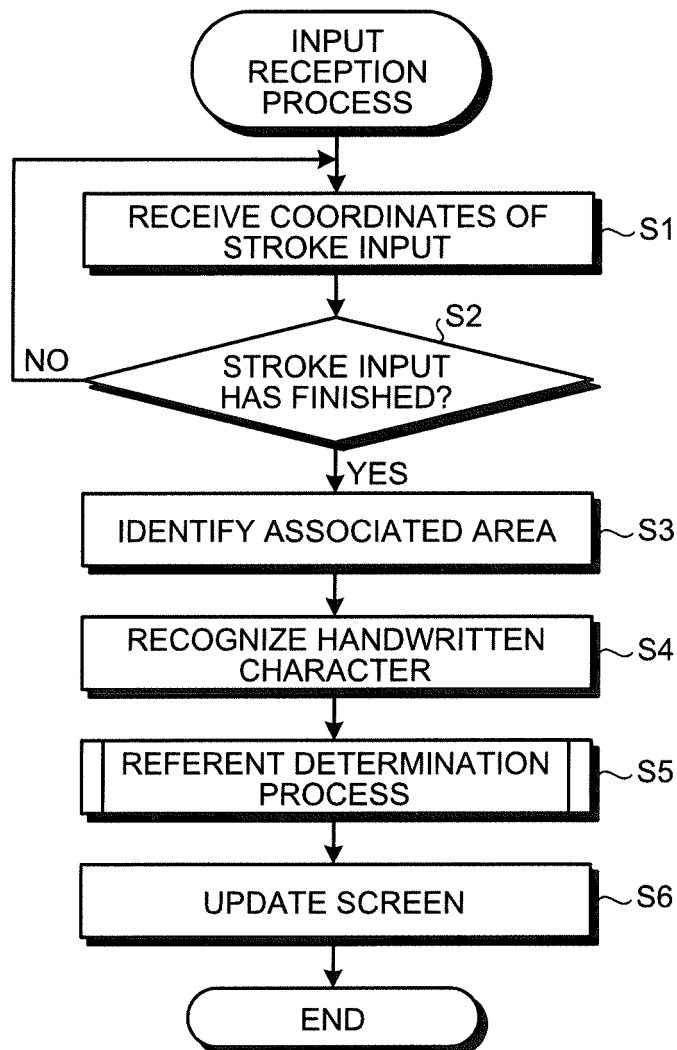 INPUT
RECEPTION
PROCESS
RECEIVE COORDINATES OF
STROKE INPUT
S1
S2
NO
STROKE INPUT
HAS FINISHED?
YES
IDENTIFY ASSOCIATED AREA
S3
RECOGNIZE HANDWRITTEN
CHARACTER
S4
REFERENT DETERMINATION
PROCESS
S5
UPDATE SCREEN
S6
END